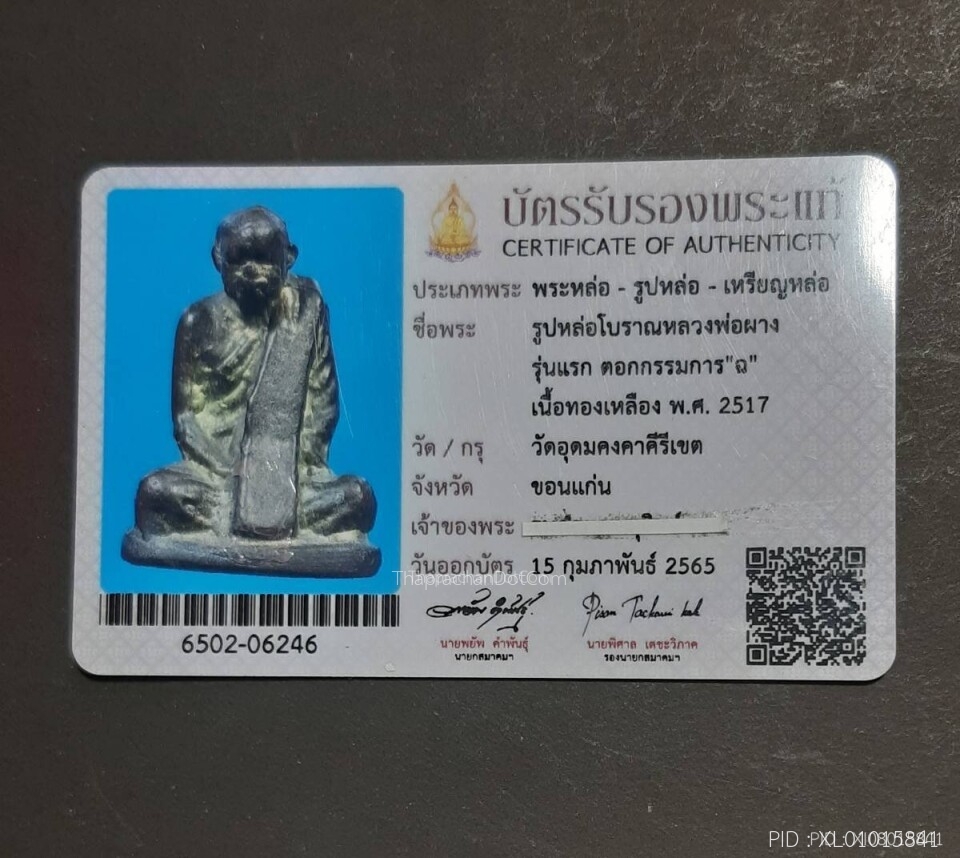 บัตรรับรองพระแท้
CERTIFICATE OF AUTHENTICITY
ประเภทพระ พระหล่อ - รูปหล่อ - เหรียญหล่อ
ชื่อพระ รูปหล่อโบราณหลวงพ่อผาง
รุ่นแรก ตอกกรรมการ"ฉ"
เนื้อทองเหลือง พ.ศ. 2517
วัด / กรุ วัดอุดมคงคาคีรีเขต
จังหวัด ขอนแก่น
เจ้าของพระ
วันออกบัตร 15 กุมภาพันธ์ 2565
ThaprachanDotCom
6502-06246
นายพยัพ คำพันธุ์
นายกสมาคมฯ
นายพิศาล เตชะวิภาค
รองนายกสมาคมฯ
PID : XL01015841